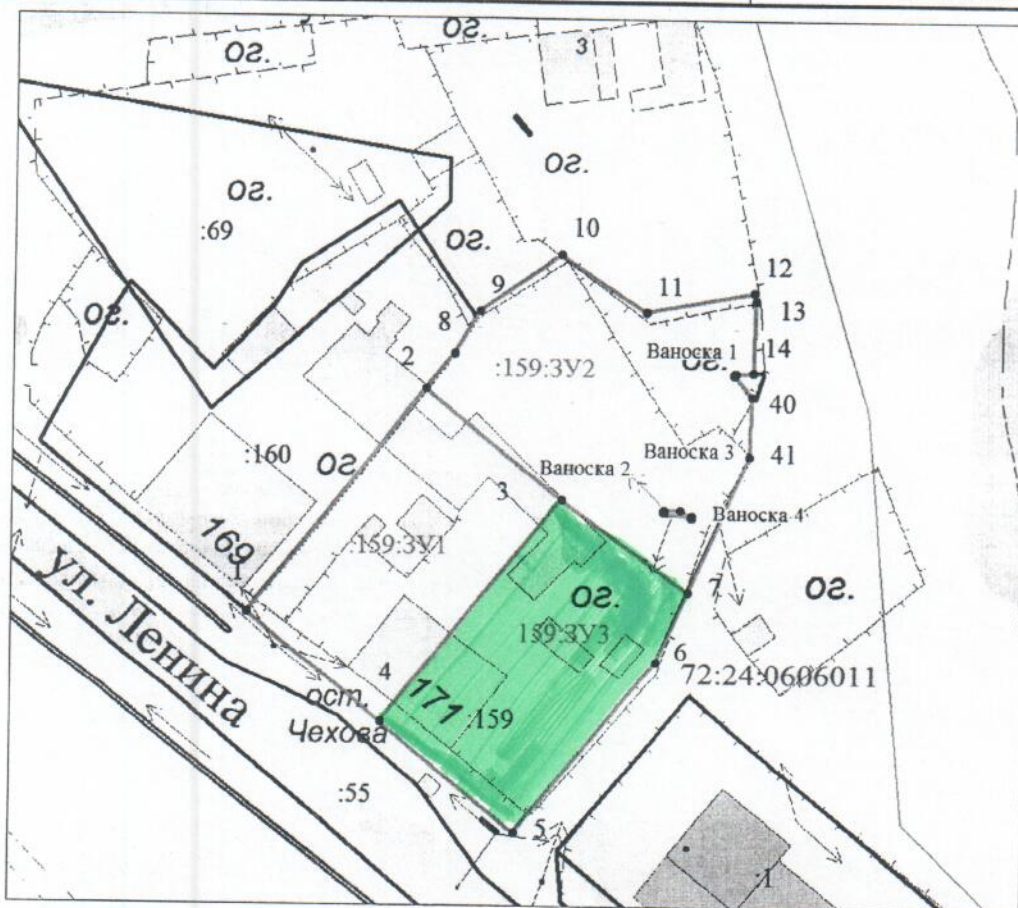 ог.
ог.
3
ог.
ог.
:69
ог.
10
9
12
11
13
ог.
8
14
Ваноска 1
ог.
2
:159:ЗУ2
40
Ваноска 3
41
:160
ог
Ваноска 2
3
Ваноска 4
169
:159:ЗУ1
1
ог.
7
ог.
159:ЗУ3
6
72:24:0606011
ул. Ленина
4
171
:159
ост.
Чехова
:55
5
:1